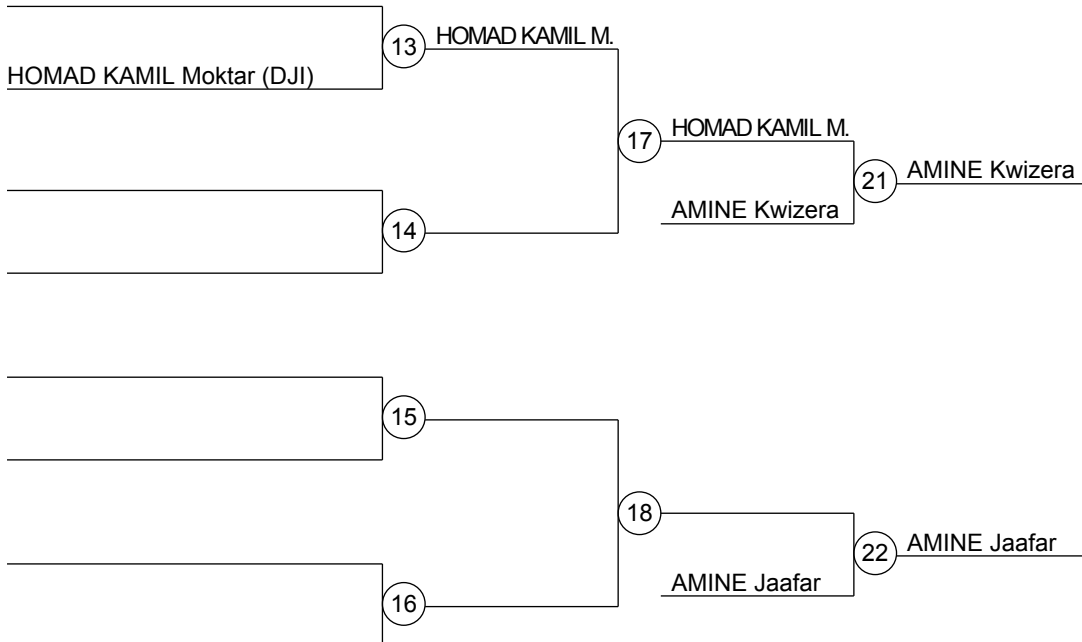 13 HOMAD KAMIL M.
HOMAD KAMIL Moktar (DJI)
17 HOMAD KAMIL M.
21 AMINE Kwizera
AMINE Kwizera
14
15
18
22 AMINE Jaafar
AMINE Jaafar
16